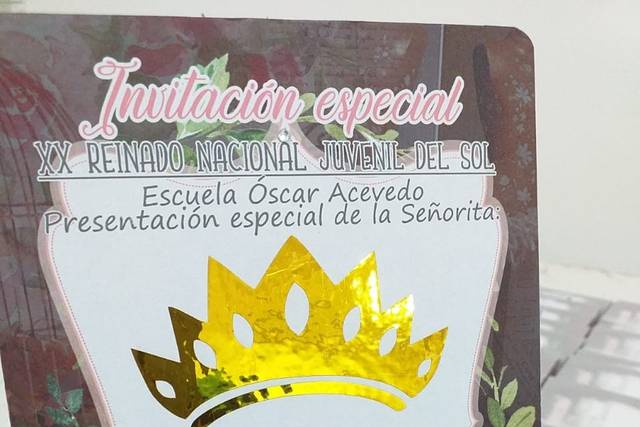 Invitación especial
XX REINADO NACIONAL JUVENIL DEL SOL
Escuela Óscar Acevedo
Presentación especial de la Señorita: